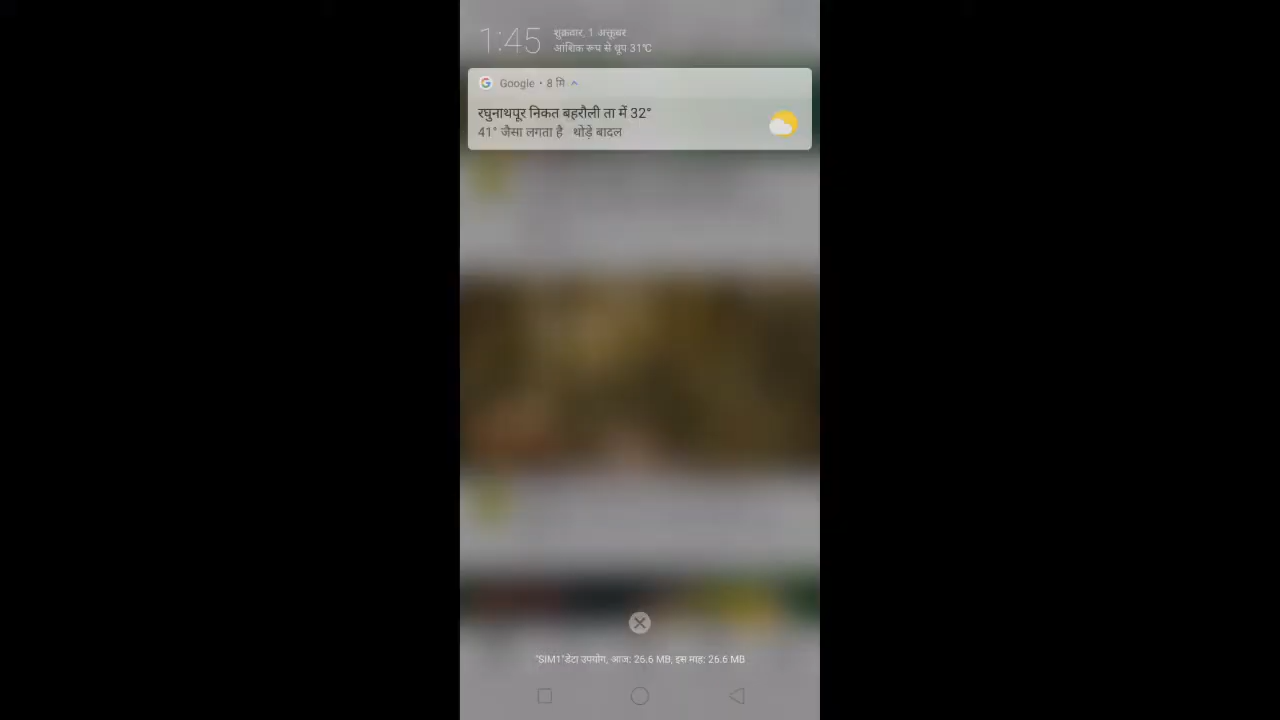 1:45
शुक्रवार, 1 अक्तूबर
आंशिक रूप से धूप 31°C
Google • 8 मि
रघुनाथपूर निकत बहरौली ता में 32°
41° जैसा लगता है थोड़े बादल
"SIM1"डेटा उपयोग, आज: 26.6 MB, इस माह: 26.6 MB